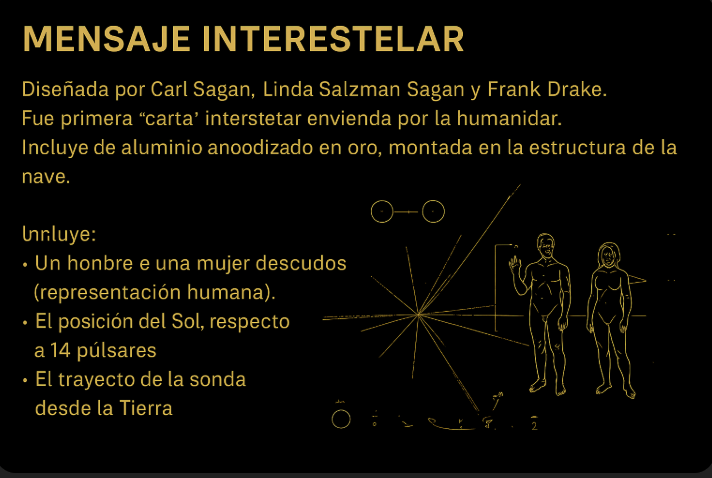 MENSAJE INTERESTELAR
Diseñada por Carl Sagan, Linda Salzman Sagan y Frank Drake.
Fue primera “carta’ interstetar envienda por la humanidar.
Incluye de aluminio anoodizado en oro, montada en la estructura de la
nave.
Unrluye:
• Un honbre e una mujer descudos
(representación humana).
• El posición del Sol, respecto
a 14 púlsares
• El trayecto de la sonda
desde la Tierra